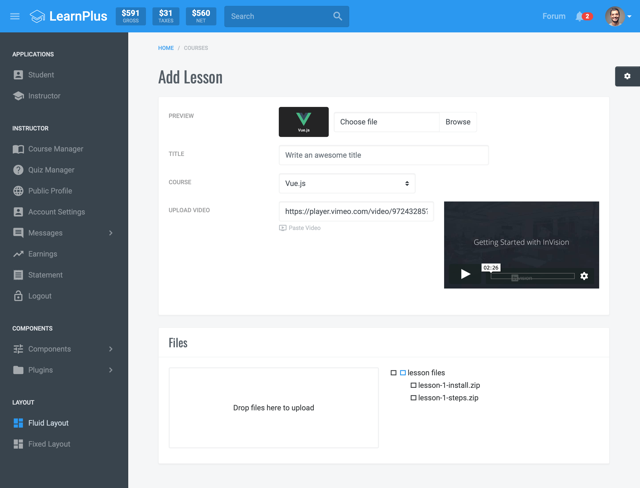 LearnPlus
$591
GROSS
$31
TAXES
$560
NET
Search
Forum
2
APPLICATIONS
Student
Instructor
INSTRUCTOR
Course Manager
Quiz Manager
Public Profile
Account Settings
Messages
Earnings
Statement
Logout
COMPONENTS
Components
Plugins
LAYOUT
Fluid Layout
Fixed Layout
HOME / COURSES
Add Lesson
PREVIEW
Vue.js
Choose file
Browse
TITLE
Write an awesome title
COURSE
Vue.js
UPLOAD VIDEO
https://player.vimeo.com/video/97243285?
Paste Video
Getting Started with InVision
02:26
Files
Drop files here to upload
lesson files
lesson-1-install.zip
lesson-1-steps.zip